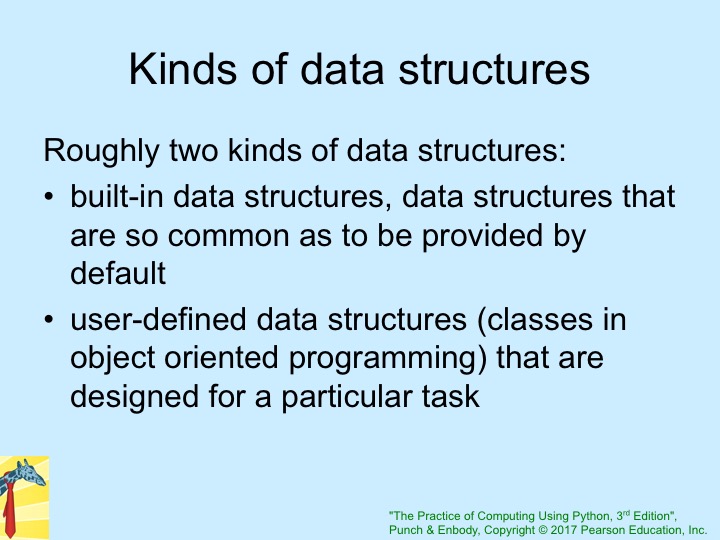 Kinds of data structures
Roughly two kinds of data structures:
• built-in data structures, data structures that
are so common as to be provided by
default
• user-defined data structures (classes in
object oriented programming) that are
designed for a particular task
"The Practice of Computing Using Python, 3rd Edition",
Punch & Enbody, Copyright © 2017 Pearson Education, Inc.